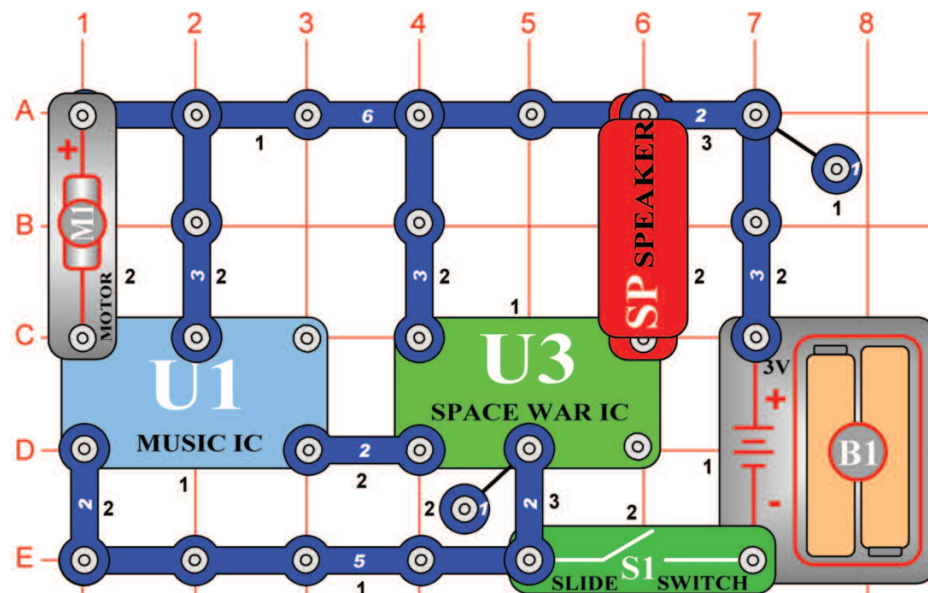 1 2 3 4 5 6 7 8
A 6 2
1 3
+ 1
SPEAKER 1
M1
B
MOTOR 2 3 2 3 2 SP 2 3 2
1
C
U1 U3 3V
MUSIC IC SPACE WAR IC +
D 2 B1
1 2 1
2 2 2 1 2 3 2 -
E 5 S1
SLIDE SWITCH
1